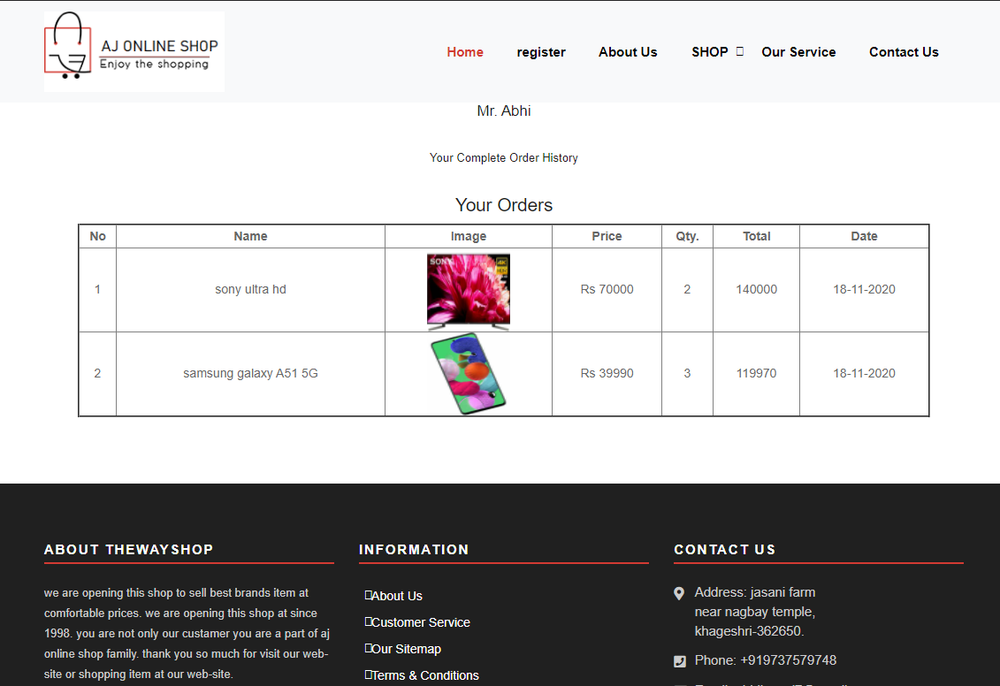 AJ ONLINE SHOP
Enjoy the shopping
Home register About Us SHOP Our Service Contact Us
Mr. Abhi
Your Complete Order History
Your Orders
No Name Image Price Qty. Total Date
SONY 4K
1 sony ultra hd Rs 70000 2 140000 18-11-2020
2 samsung galaxy A51 5G Rs 39990 3 119970 18-11-2020
ABOUT THEWAYSHOP
we are opening this shop to sell best brands item at
comfortable prices. we are opening this shop at since
1998. you are not only our custamer you are a part of aj
online shop family. thank you so much for visit our web-
site or shopping item at our web-site.
INFORMATION
About Us
Customer Service
Our Sitemap
Terms & Conditions
CONTACT US
Address: jasani farm
near nagbay temple,
khageshri-362650.
Phone: +919737579748